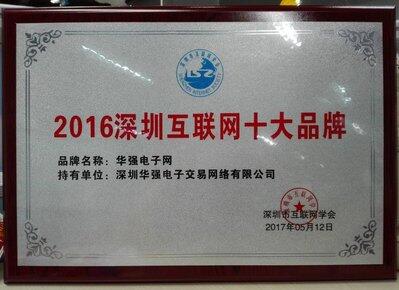 2016深圳互联网十大品牌
品牌名称：华强电子网
持有单位：深圳华强电子交易网络有限公司
深圳市互联网学会
2017年05月12日